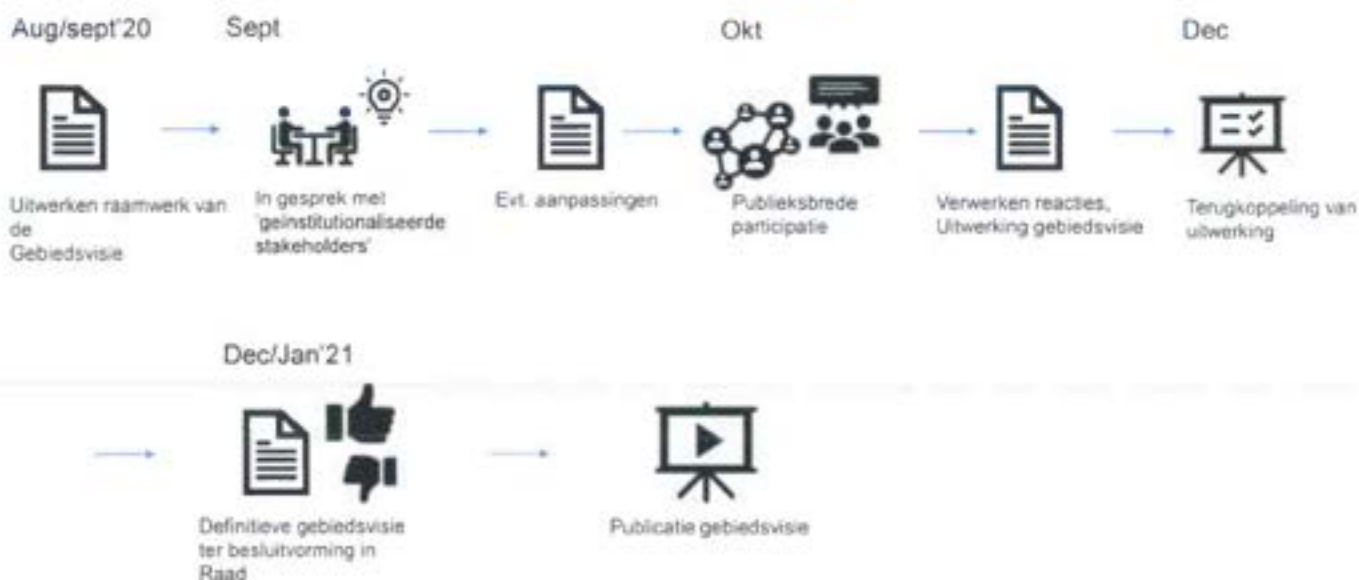 Aug/sept'20
Sept
Okt
Dec
Uitwerken raamwerk van
de
Gebiedsvisie
In gesprek met
'geinstitutionaliseerde
stakeholders'
Evt. aanpassingen
Publieksbrede
participatie
Verwerken reacties,
Uitwerking gebiedsvisie
Terugkoppeling van
uitwerking
Dec/Jan'21
Definitieve gebiedsvisie
ter besluitvorming in
Raad
Publicatie gebiedsvisie